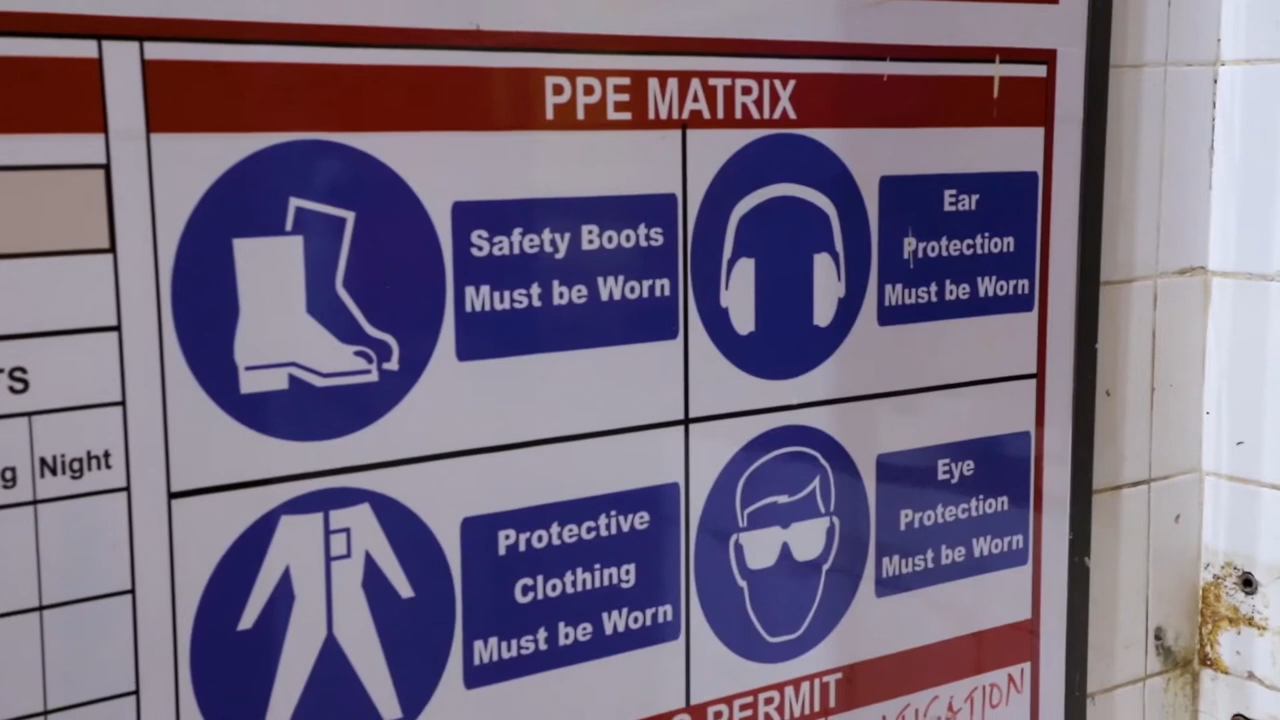 PPE MATRIX
Safety Boots
Must be Worn
Ear
Protection
Must be Worn
Night
Protective
Clothing
Must be Worn
Eye
Protection
Must be Worn
PERMIT